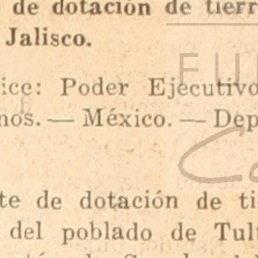 de dotación de tierr
Jalisco.
ice: Poder Ejecutivo
nos. — México. — Dep
te de dotación de ti
del poblado de Tult